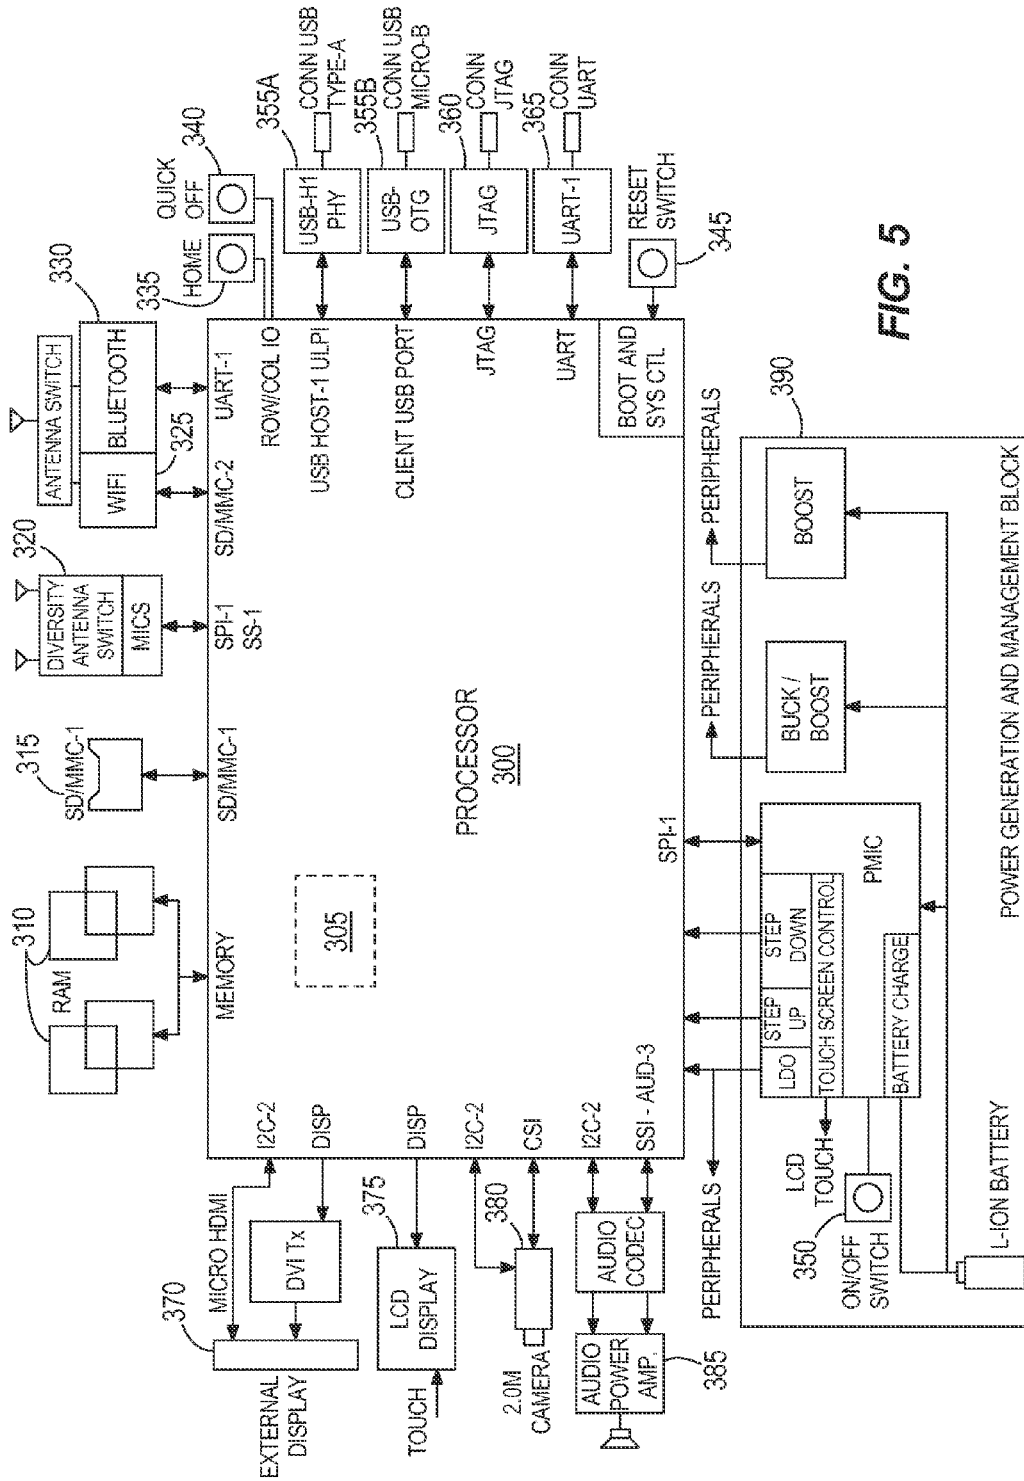 370
EXTERNAL
DISPLAY
MICRO HDMI
DVI Tx
I2C-2
DISP
TOUCH
LCD
DISPLAY
375
DISP
2.0M
CAMERA
380
I2C-2
CSI
AUDIO
POWER
AMP.
385
AUDIO
CODEC
I2C-2
SSI - AUD-3
310
RAM
MEMORY
315
SD/MMC-1
SD/MMC-1
320
DIVERSITY
ANTENNA
SWITCH
MICS
SPI-1
SS-1
ANTENNA SWITCH
330
WIFI
BLUETOOTH
325
SD/MMC-2
UART-1
335
HOME
QUICK
OFF
340
ROW/COL IO
305
PROCESSOR
300
USB HOST-1 ULPI
USB-H1
PHY
355A
CONN USB
TYPE-A
CLIENT USB PORT
USB-
OTG
355B
CONN USB
MICRO-B
JTAG
JTAG
360
CONN
JTAG
UART
UART-1
365
CONN
UART
BOOT AND
SYS CTL
RESET
SWITCH
345
SPI-1
PERIPHERALS
PERIPHERALS
PERIPHERALS
390
LDO
STEP
UP
STEP
DOWN
TOUCH SCREEN CONTROL
PMIC
BATTERY CHARGE
BUCK /
BOOST
BOOST
LCD
TOUCH
350
ON/OFF
SWITCH
L-ION BATTERY
POWER GENERATION AND MANAGEMENT BLOCK
FIG. 5